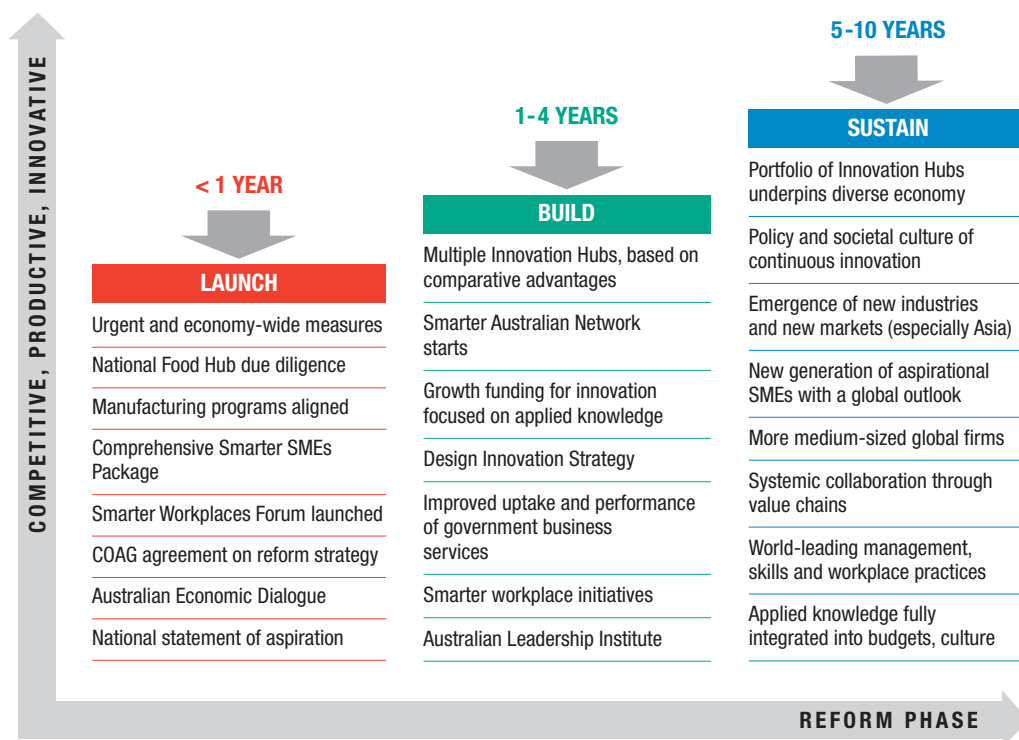 COMPETITIVE, PRODUCTIVE, INNOVATIVE
< 1 YEAR
LAUNCH
Urgent and economy-wide measures
National Food Hub due diligence
Manufacturing programs aligned
Comprehensive Smarter SMEs
Package
Smarter Workplaces Forum launched
COAG agreement on reform strategy
Australian Economic Dialogue
National statement of aspiration
1-4 YEARS
BUILD
Multiple Innovation Hubs, based on
comparative advantages
Smarter Australian Network
starts
Growth funding for innovation
focused on applied knowledge
Design Innovation Strategy
Improved uptake and performance
of government business
services
Smarter workplace initiatives
Australian Leadership Institute
5-10 YEARS
SUSTAIN
Portfolio of Innovation Hubs
underpins diverse economy
Policy and societal culture of
continuous innovation
Emergence of new industries
and new markets (especially Asia)
New generation of aspirational
SMEs with a global outlook
More medium-sized global firms
Systemic collaboration through
value chains
World-leading management,
skills and workplace practices
Applied knowledge fully
integrated into budgets, culture
REFORM PHASE